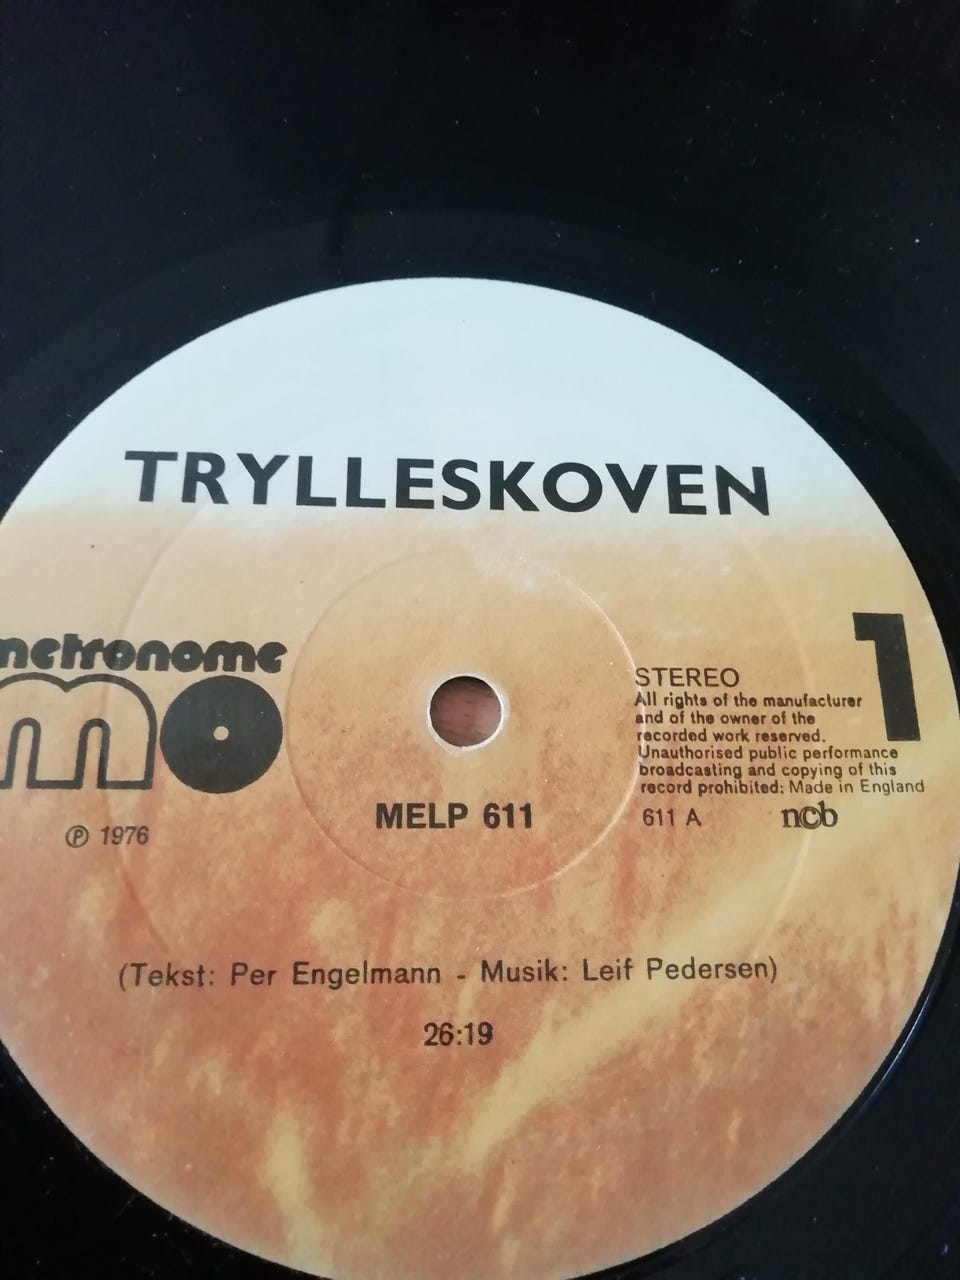 TRYLLESKOVEN
metronome
mo
1
STEREO
All rights of the manufacturer
and of the owner of the
recorded work reserved.
Unauthorised public performance
broadcasting and copying of this
record prohibited: Made in England
MELP 611
611 A ncb
℗ 1976
(Tekst: Per Engelmann - Musik: Leif Pedersen)
26:19